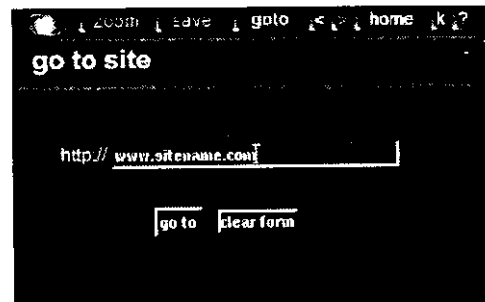 zoom save goto < > home k ?
go to site
http:// www.sitename.com
go to clear form